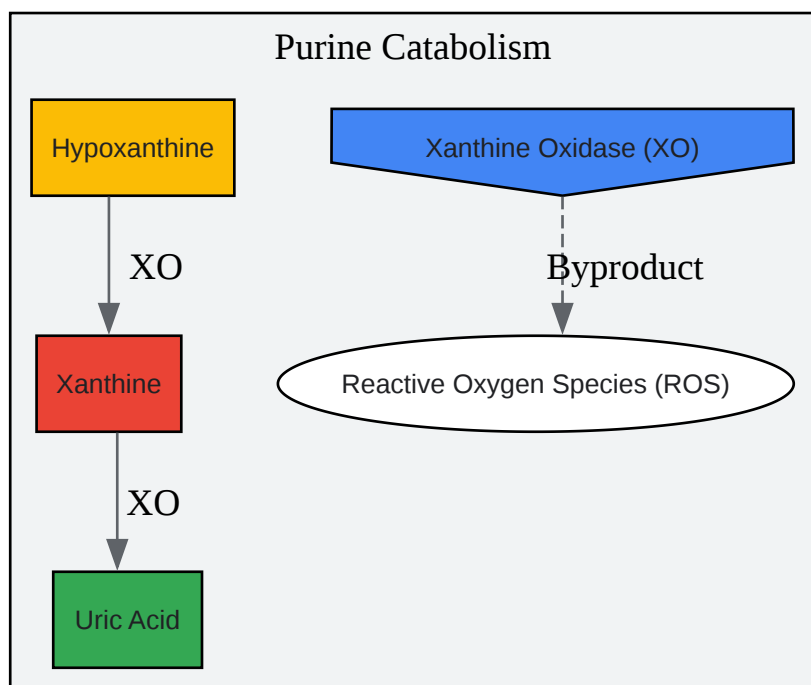 Purine Catabolism
Hypoxanthine
Xanthine Oxidase (XO)
XO
Byproduct
Xanthine
Reactive Oxygen Species (ROS)
XO
Uric Acid